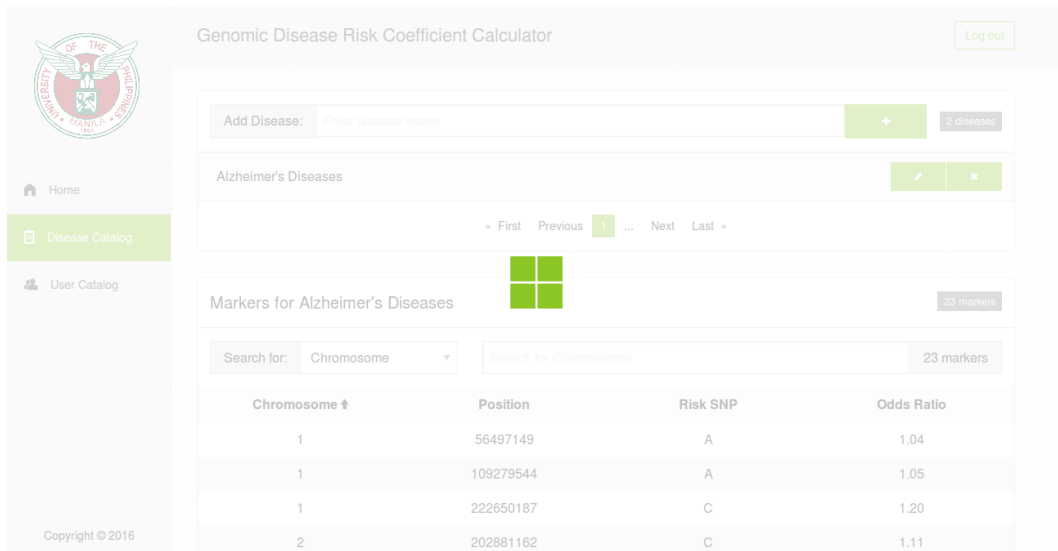 Genomic Disease Risk Coefficient Calculator
Log out
UNIVERSITY OF THE PHILIPPINES
MANILA
1908
Home
Disease Catalog
User Catalog
Copyright © 2016
Add Disease: Enter disease name + 2 diseases
Alzheimer's Diseases
« First Previous 1 ... Next Last »
Markers for Alzheimer's Diseases 23 markers
Search for: Chromosome Search for Chromosome 23 markers
Chromosome Position Risk SNP Odds Ratio
1 56497149 A 1.04
1 109279544 A 1.05
1 222650187 C 1.20
2 202881162 C 1.11